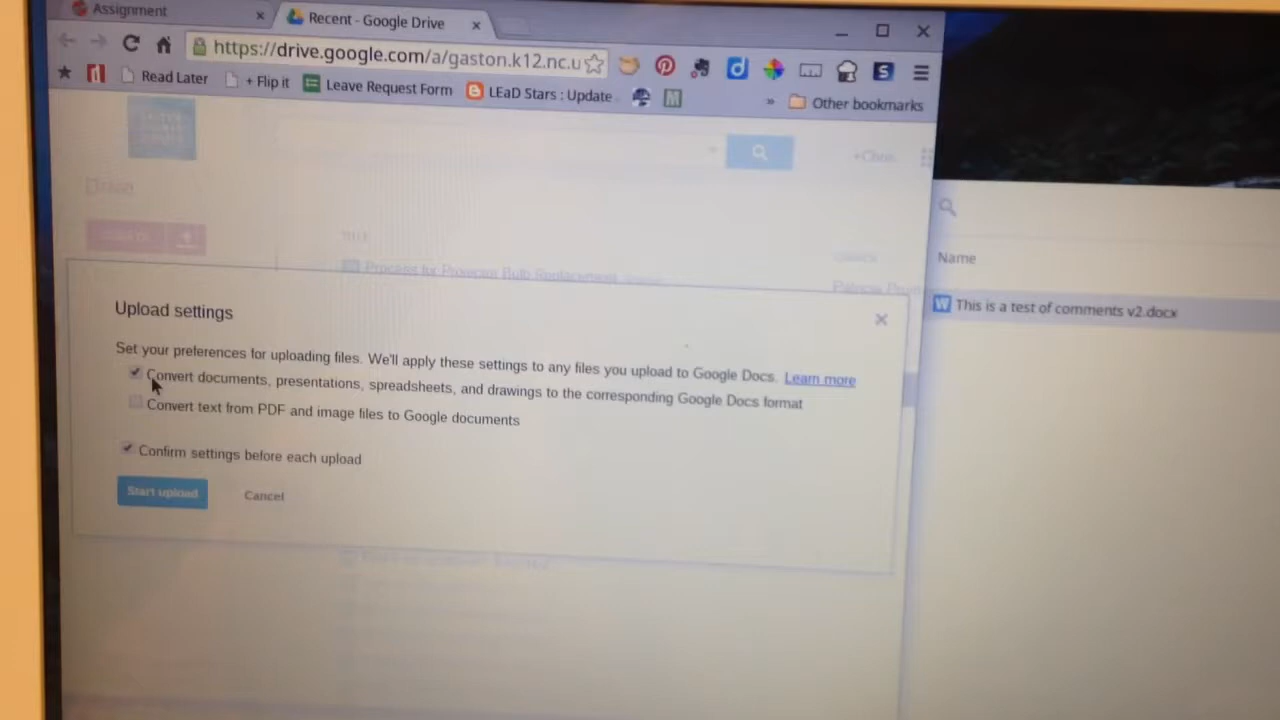 Assignment
Recent - Google Drive
https://drive.google.com/a/gaston.k12.nc.u
Read Later
+ Flip it
Leave Request Form
LEaD Stars : Update
» Other bookmarks
TITLE
Name
This is a test of comments v2.docx
Upload settings
Set your preferences for uploading files. We'll apply these settings to any files you upload to Google Docs. Learn more
Convert documents, presentations, spreadsheets, and drawings to the corresponding Google Docs format
Convert text from PDF and image files to Google documents
Confirm settings before each upload
Start upload
Cancel